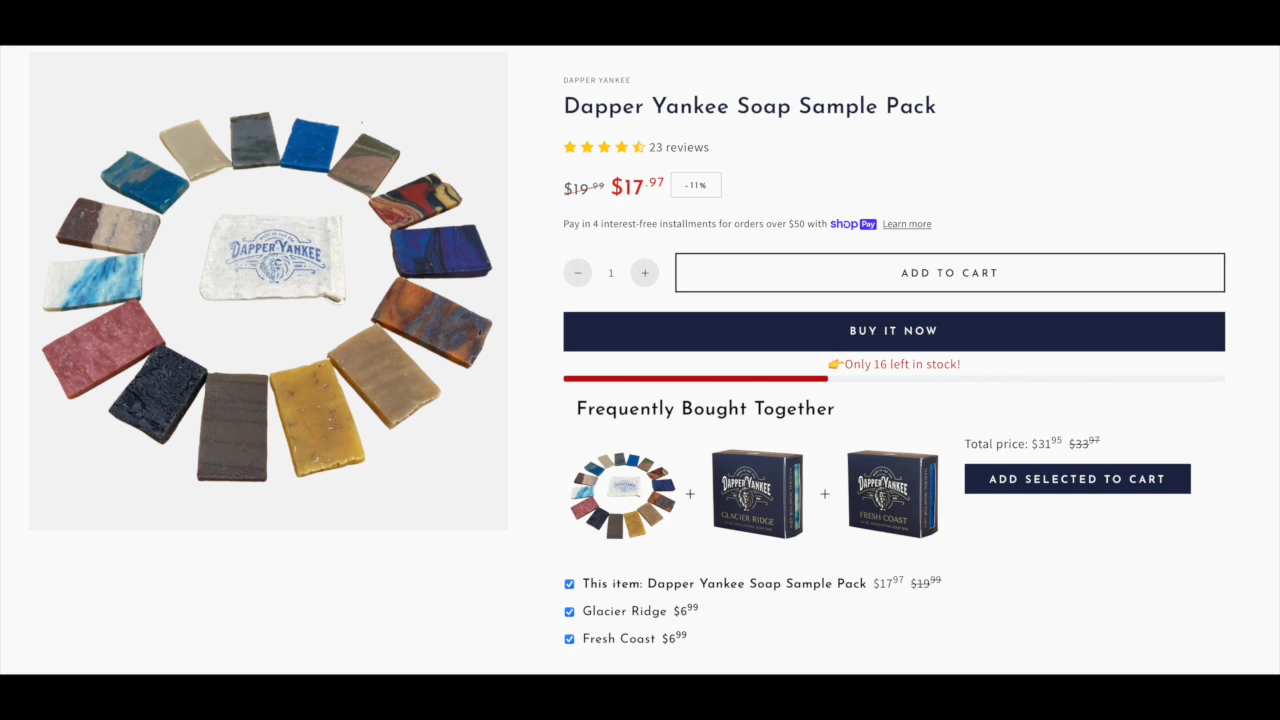 DAPPER YANKEE
Dapper Yankee Soap Sample Pack
23 reviews
$19.99 $17.97 -11%
Pay in 4 interest-free installments for orders over $50 with shop Pay Learn more
− 1 + ADD TO CART
BUY IT NOW
👉Only 16 left in stock!
Frequently Bought Together
Total price: $31.95 $33.97
ADD SELECTED TO CART
DAPPER YANKEE
+
DAPPER YANKEE
GLACIER RIDGE
+
DAPPER YANKEE
FRESH COAST
This item: Dapper Yankee Soap Sample Pack $17.97 $19.99
Glacier Ridge $6.99
Fresh Coast $6.99